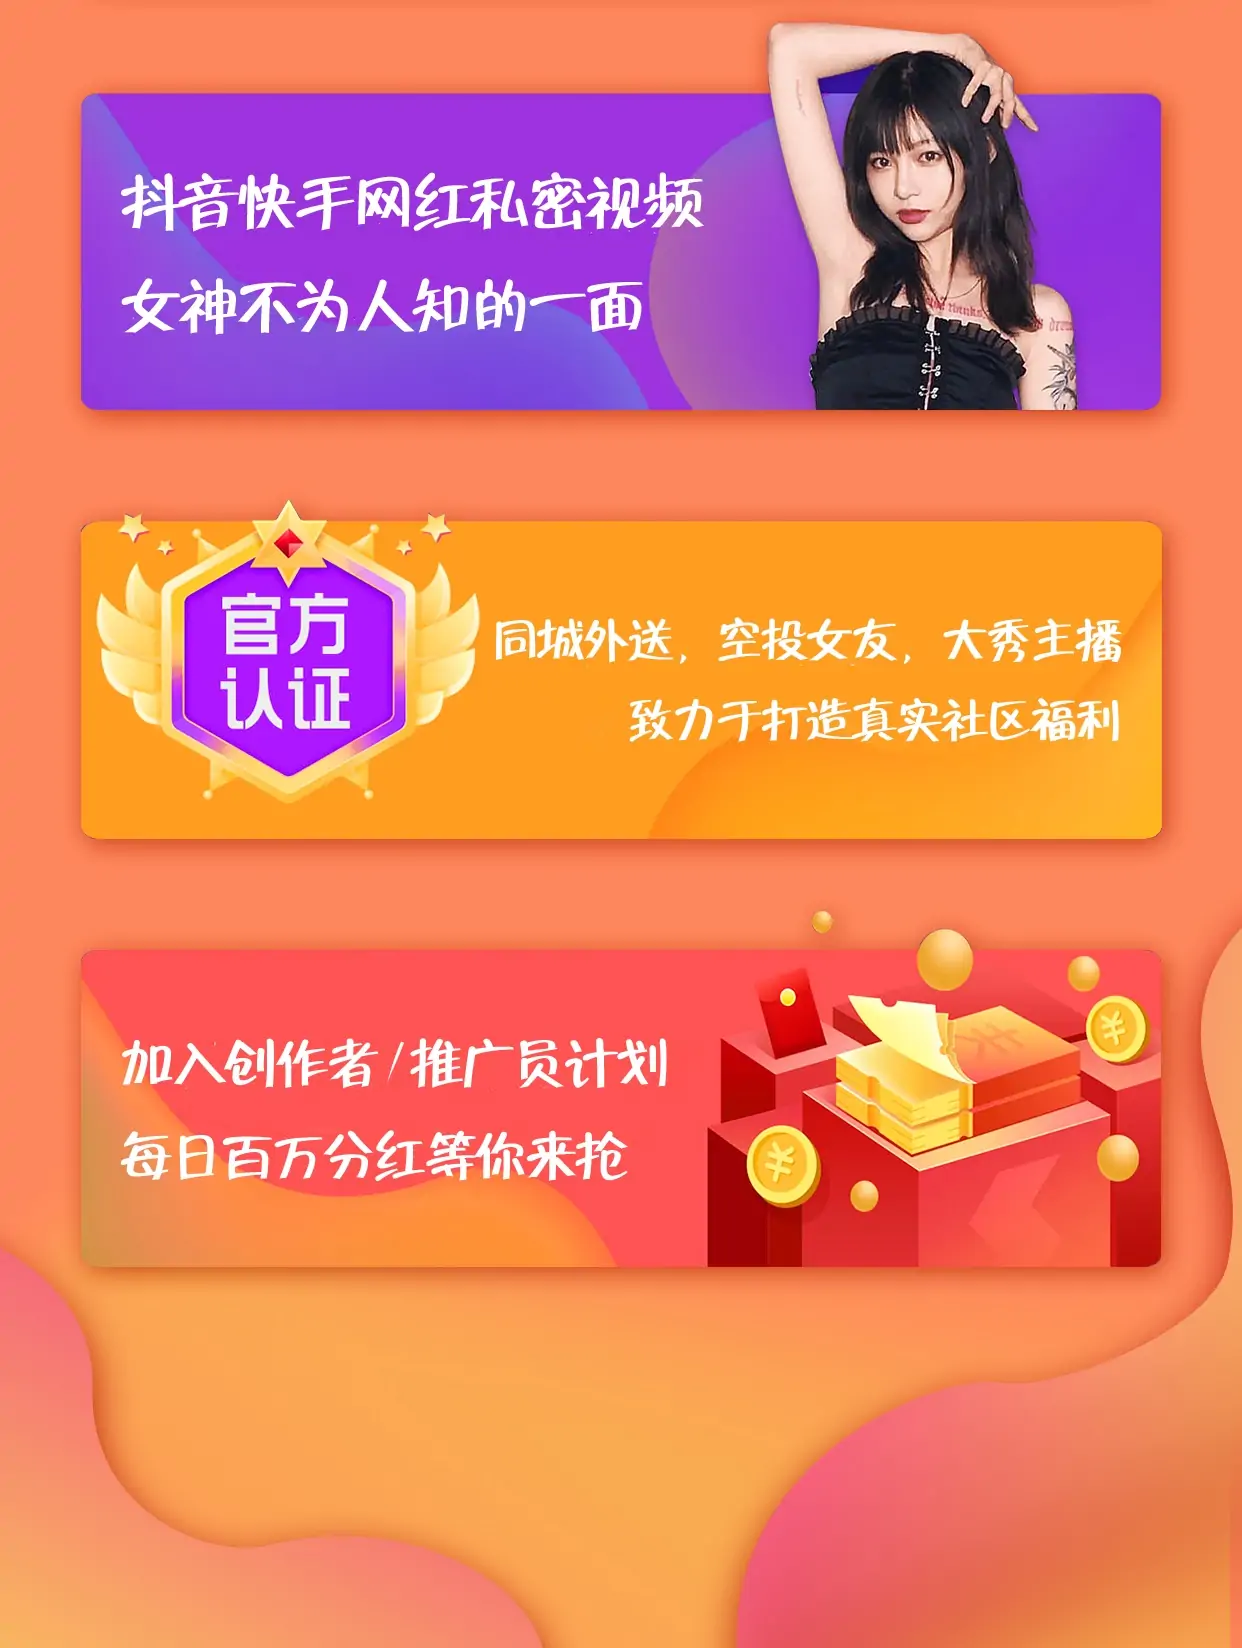 抖音快手网红私密视频
女神不为人知的一面
官方
认证
同城外送，空投女友，大秀主播
致力于打造真实社区福利
加入创作者/推广员计划
每日百万分红等你来抢